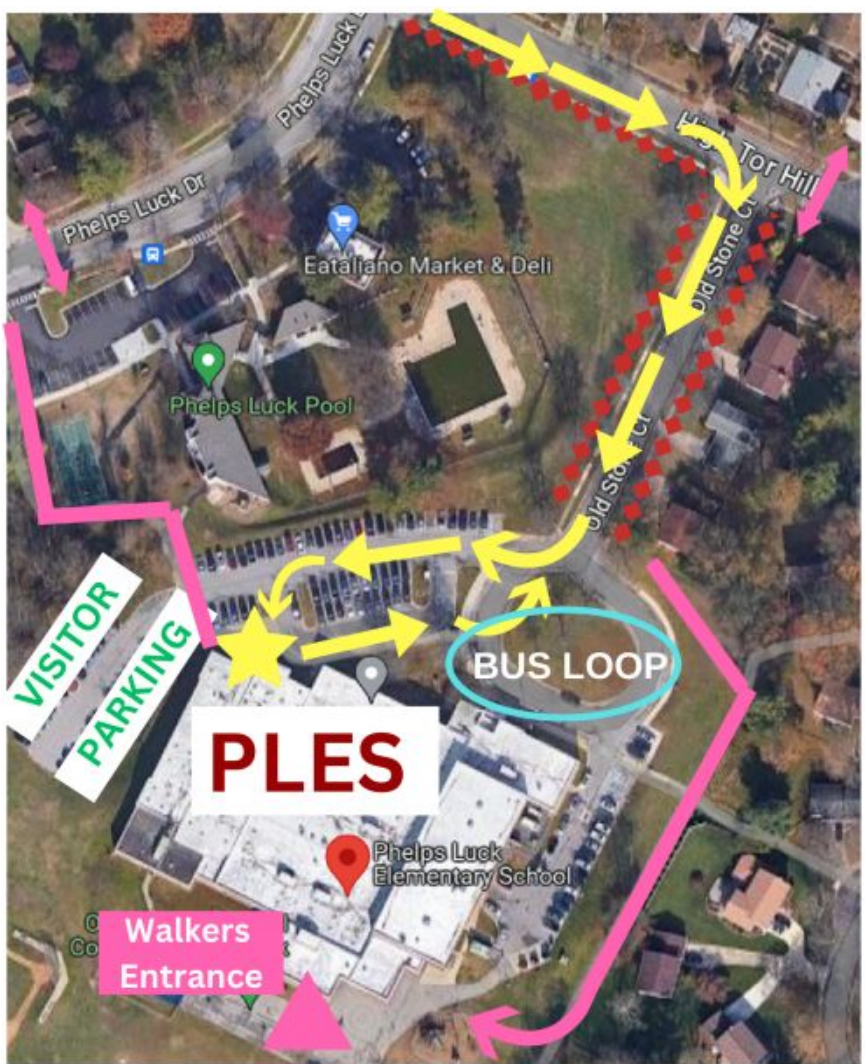 Phelps Luck D
High Tor Hill
Phelps Luck Dr
Eataliano Market & Deli
Old Stone Ct
Phelps Luck Pool
Old Stone Ct
VISITOR
PARKING
BUS LOOP
PLES
Phelps Luck
Elementary School
Walkers
Entrance